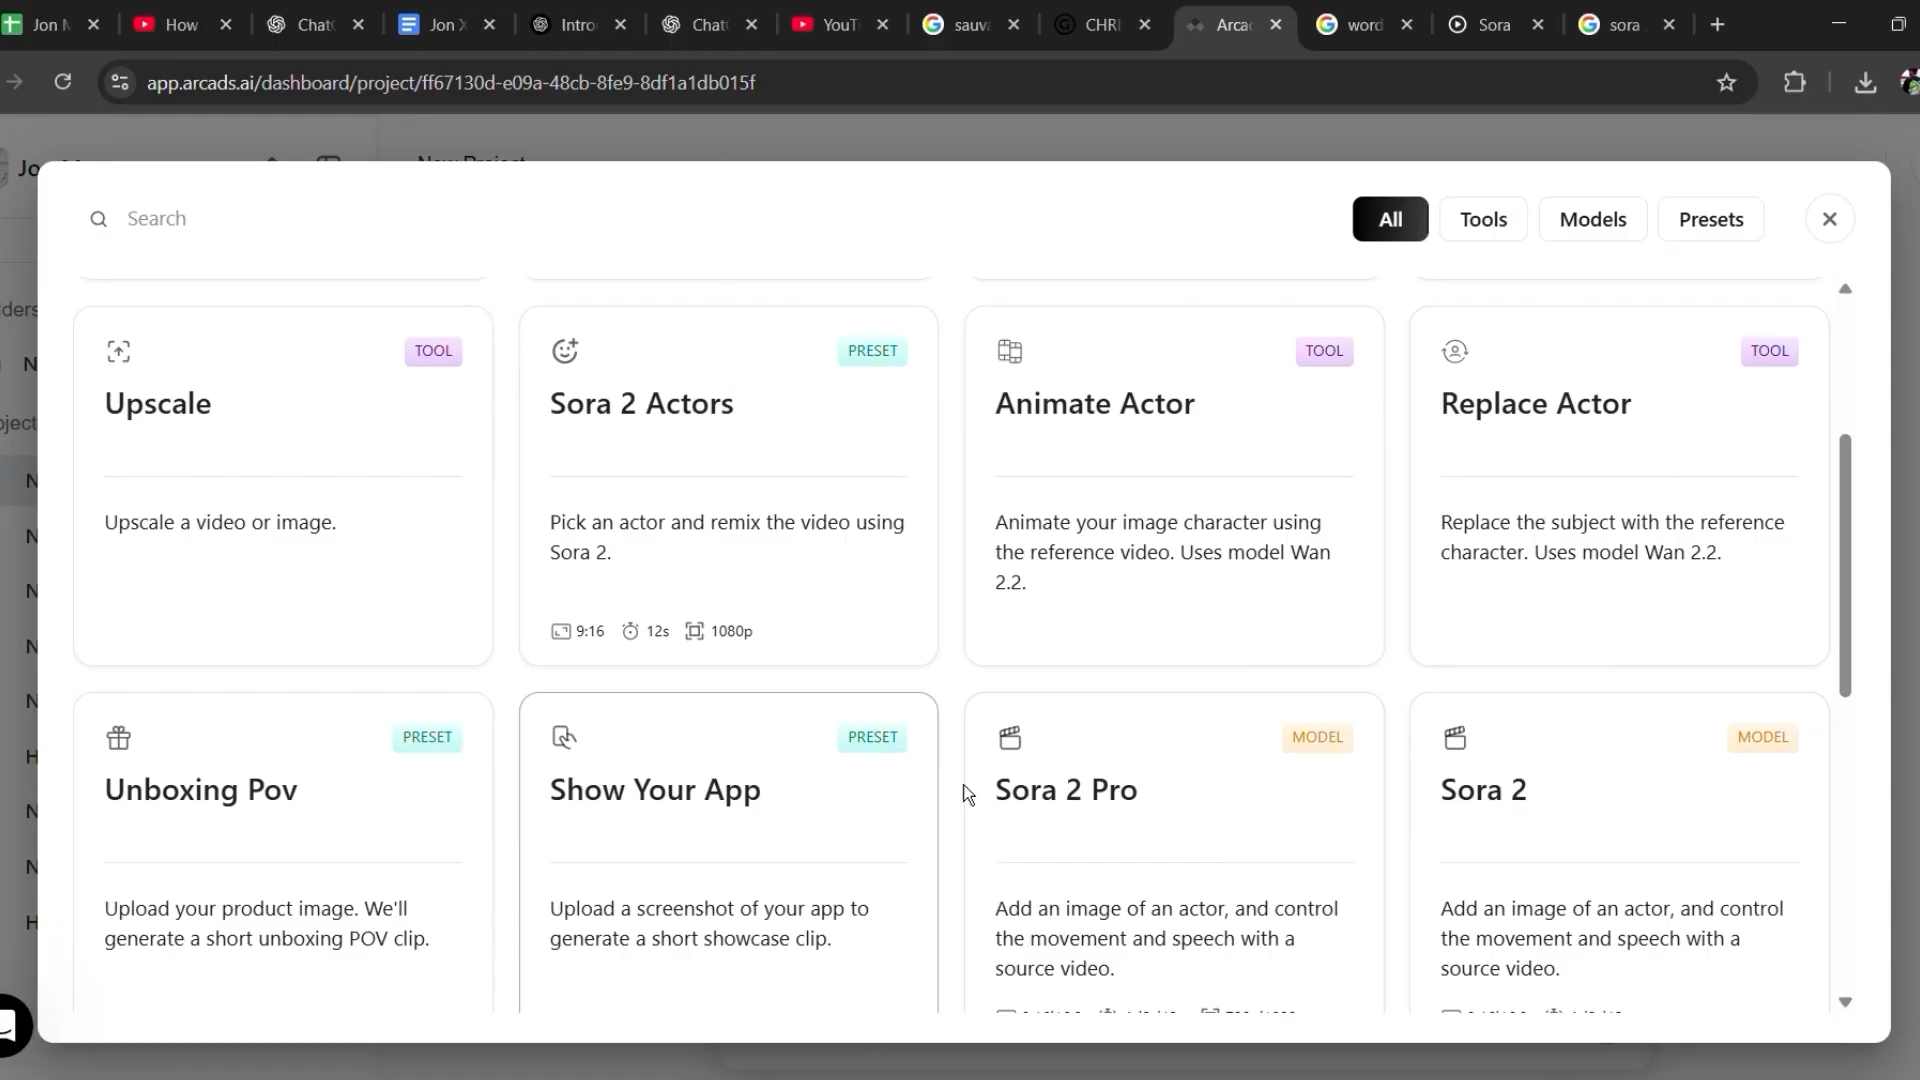 Jon M
How
Chat
Jon X
Intro
Chat
YouT
sauv
CHRI
Arca
word
Sora
sora
app.arcads.ai/dashboard/project/ff67130d-e09a-48cb-8fe9-8df1a1db015f
Search
All
Tools
Models
Presets
TOOL
Upscale
Upscale a video or image.
PRESET
Sora 2 Actors
Pick an actor and remix the video using
Sora 2.
9:16 12s 1080p
TOOL
Animate Actor
Animate your image character using
the reference video. Uses model Wan
2.2.
TOOL
Replace Actor
Replace the subject with the reference
character. Uses model Wan 2.2.
PRESET
Unboxing Pov
Upload your product image. We'll
generate a short unboxing POV clip.
PRESET
Show Your App
Upload a screenshot of your app to
generate a short showcase clip.
MODEL
Sora 2 Pro
Add an image of an actor, and control
the movement and speech with a
source video.
MODEL
Sora 2
Add an image of an actor, and control
the movement and speech with a
source video.